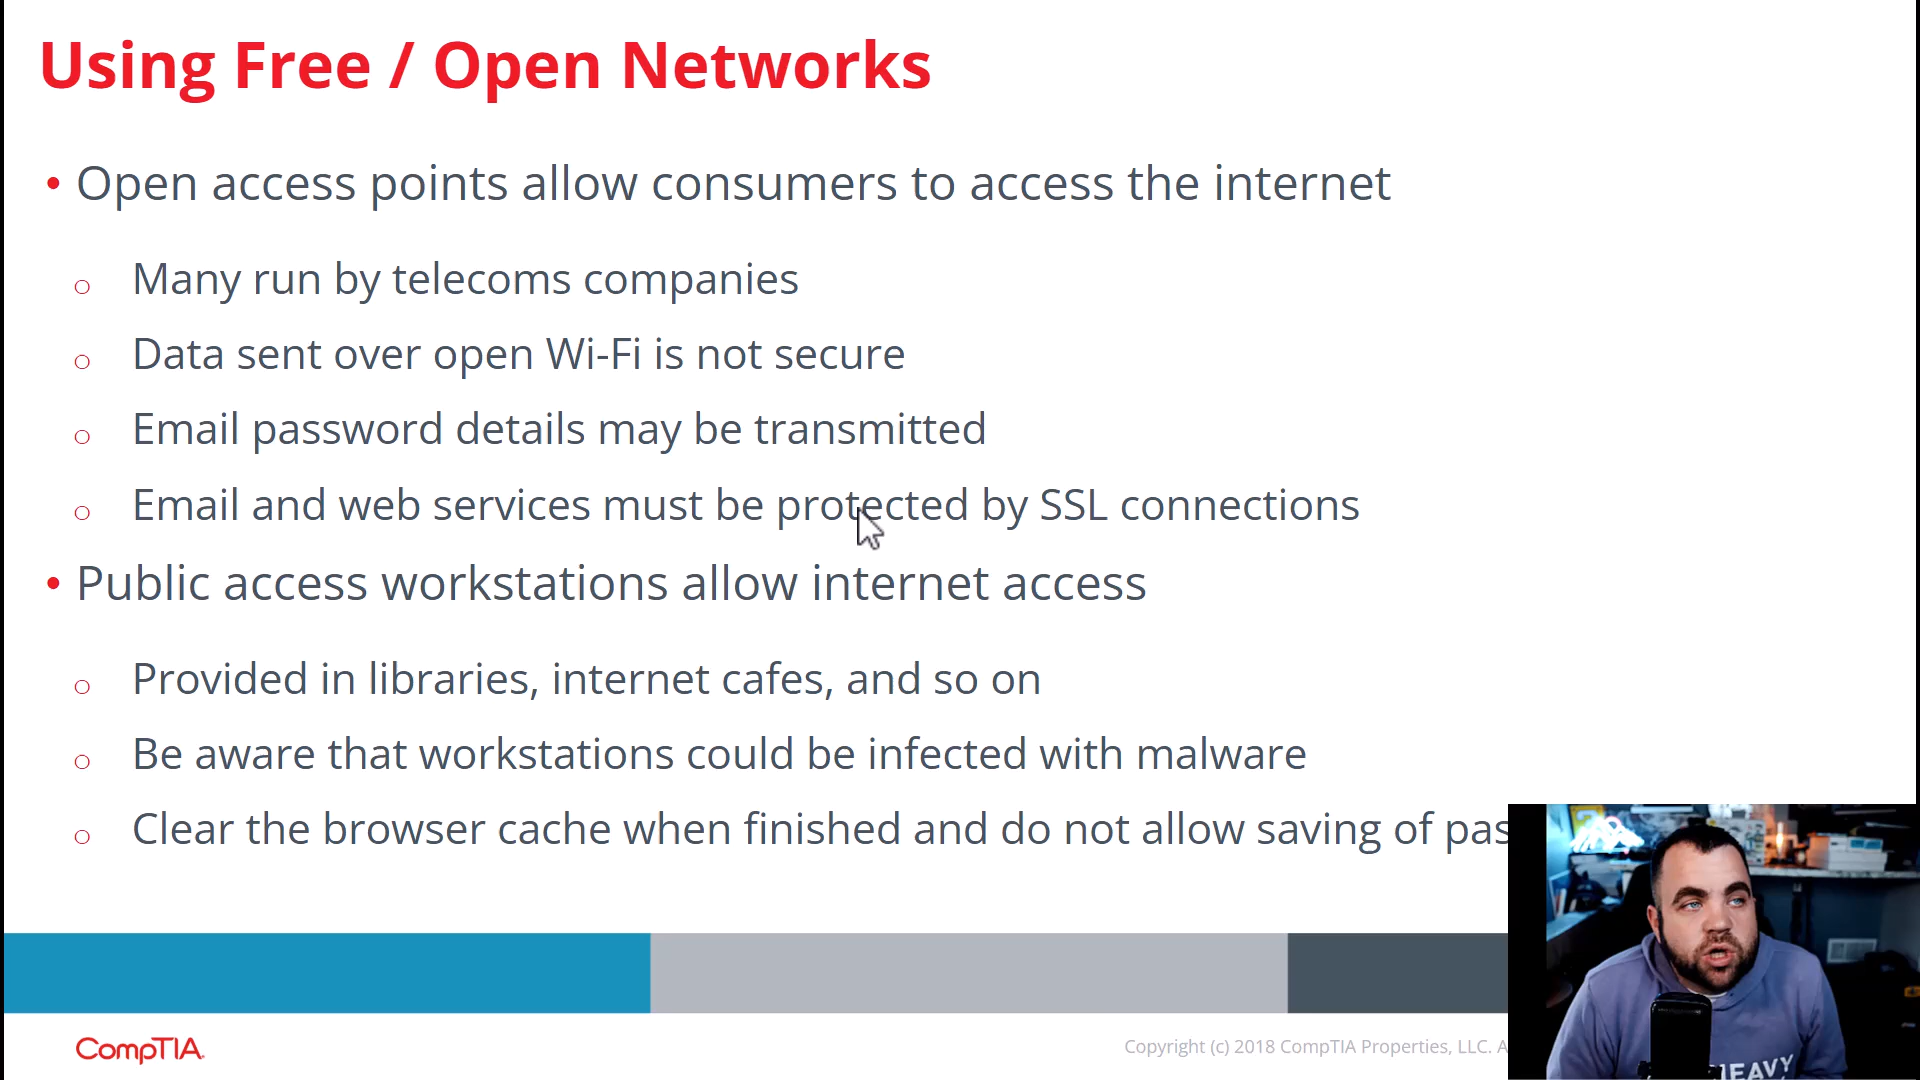 Using Free / Open Networks
• Open access points allow consumers to access the internet
○ Many run by telecoms companies
○ Data sent over open Wi-Fi is not secure
○ Email password details may be transmitted
○ Email and web services must be protected by SSL connections
• Public access workstations allow internet access
○ Provided in libraries, internet cafes, and so on
○ Be aware that workstations could be infected with malware
○ Clear the browser cache when finished and do not allow saving of pas
CompTIA.
Copyright (c) 2018 CompTIA Properties, LLC. A
HEAVY